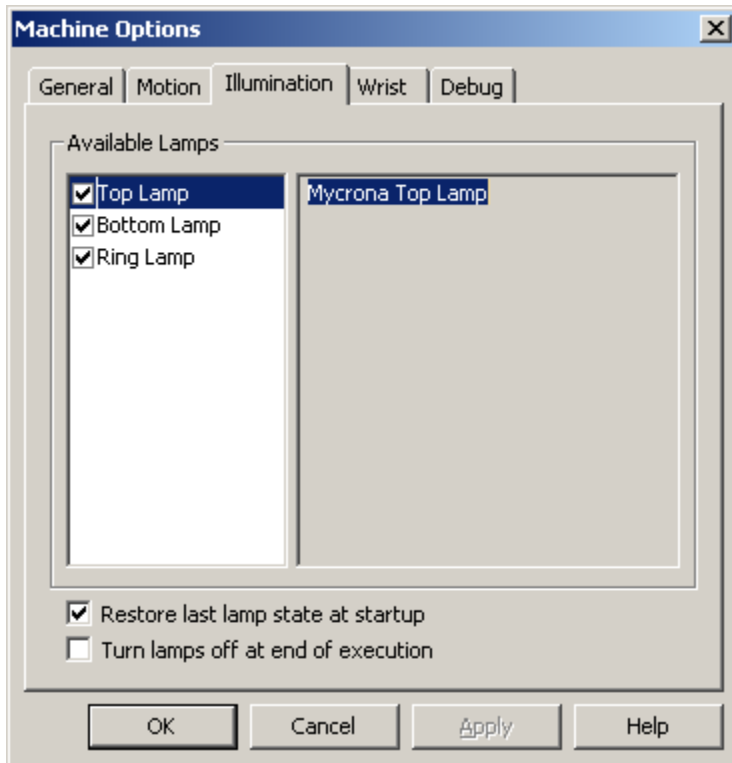 Machine Options
General Motion Illumination Wrist Debug
Available Lamps
Top Lamp Mycrona Top Lamp
Bottom Lamp
Ring Lamp
Restore last lamp state at startup
Turn lamps off at end of execution
OK Cancel Apply Help